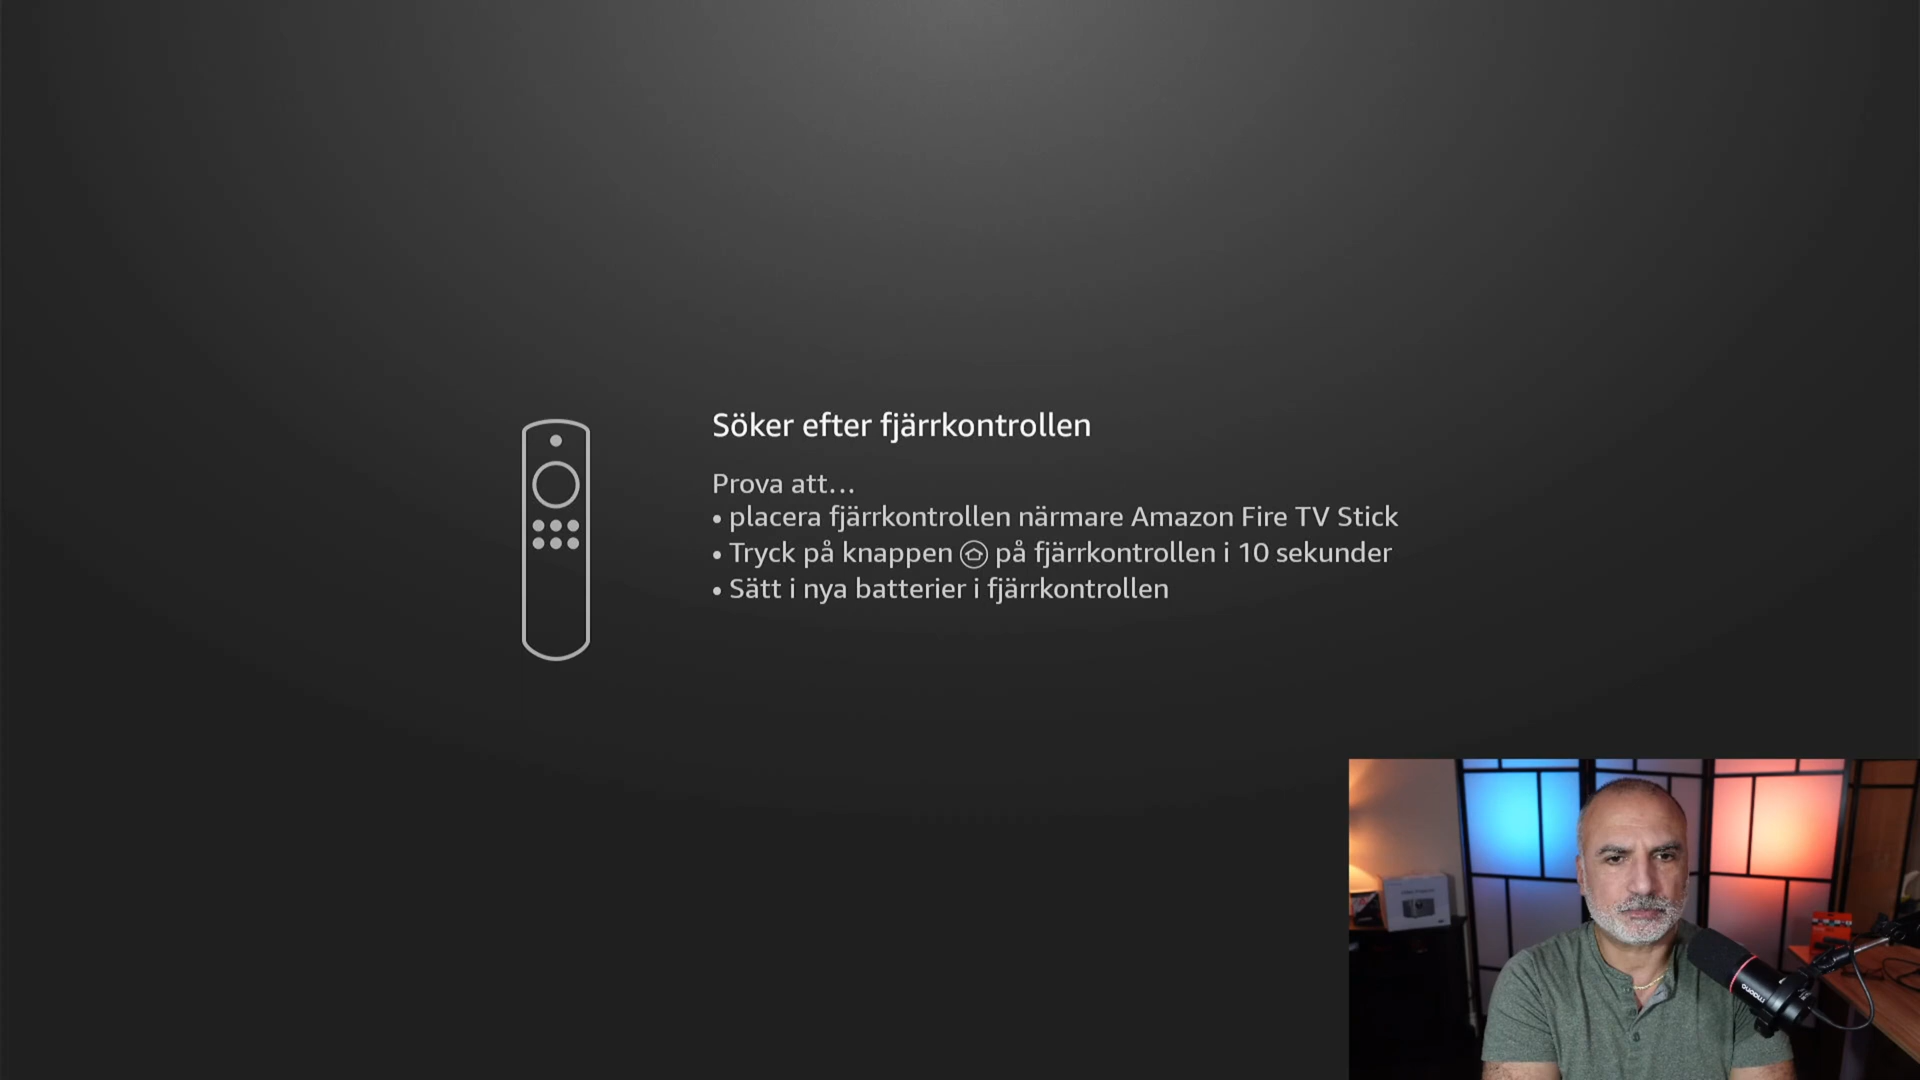 Söker efter fjärrkontrollen
Prova att...
• placera fjärrkontrollen närmare Amazon Fire TV Stick
• Tryck på knappen på fjärrkontrollen i 10 sekunder
• Sätt i nya batterier i fjärrkontrollen
maono